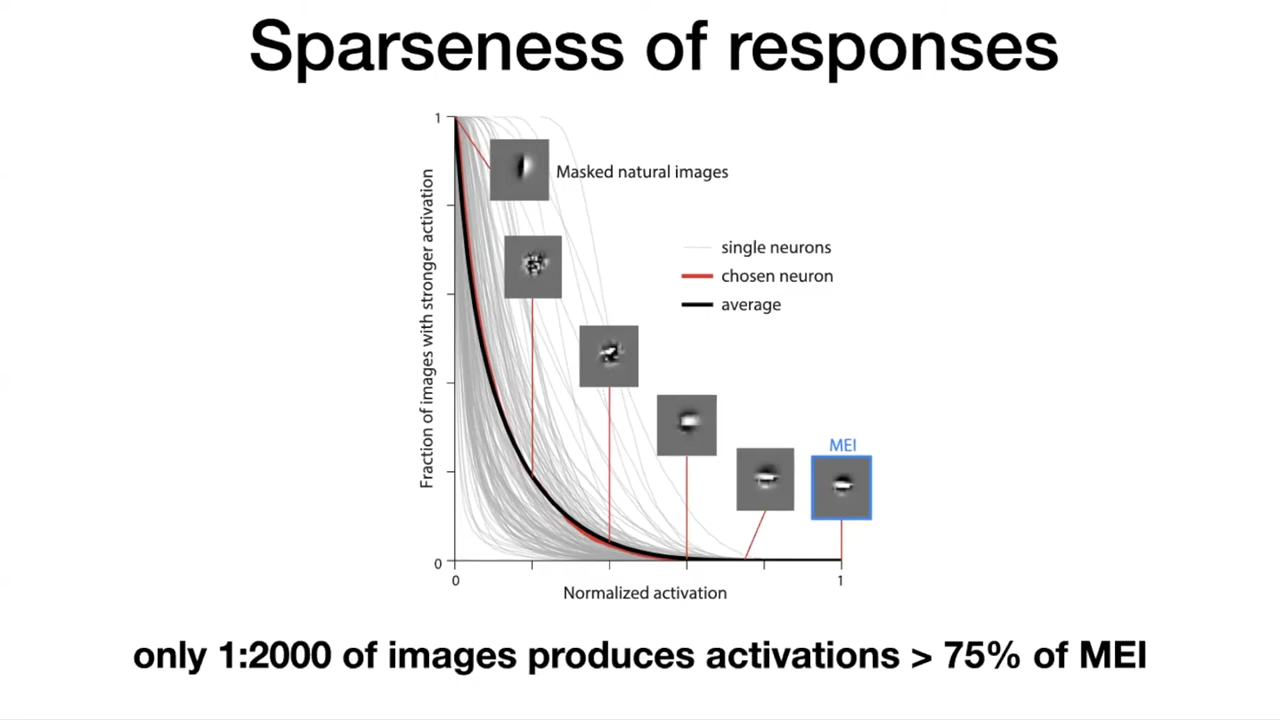 Sparseness of responses
1
Masked natural images
Fraction of images with stronger activation
single neurons
chosen neuron
average
MEI
0
0
1
Normalized activation
only 1:2000 of images produces activations > 75% of MEI